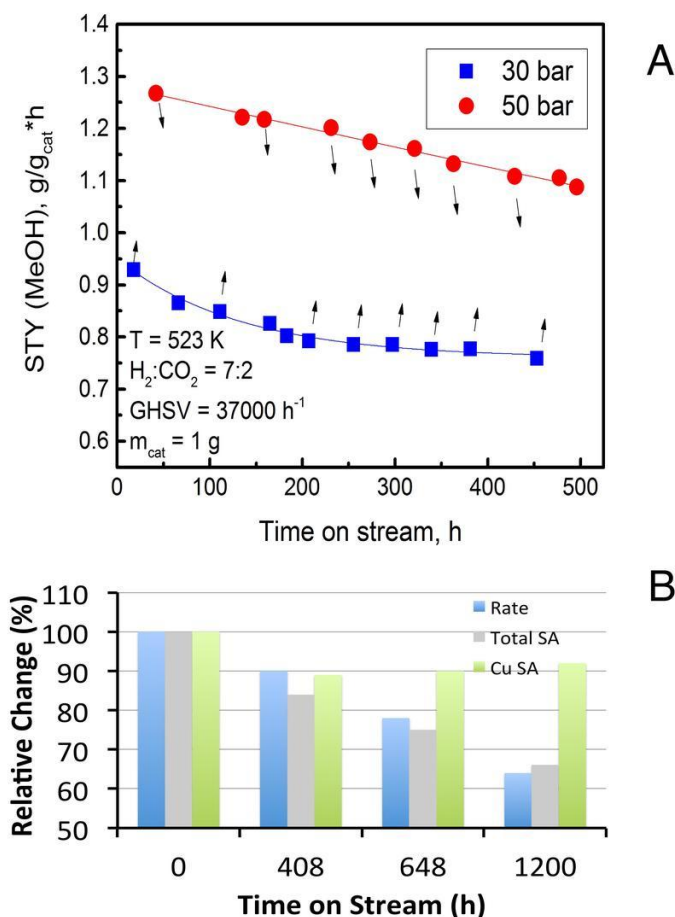 A
1.4
1.3
1.2
1.1
1.0
0.9
0.8
0.7
0.6
STY (MeOH), g/g_cat*h
30 bar
50 bar
T = 523 K
H₂:CO₂ = 7:2
GHSV = 37000 h⁻¹
m_cat = 1 g
0 100 200 300 400 500
Time on stream, h
B
110
100
90
80
70
60
50
Relative Change (%)
Rate
Total SA
Cu SA
0 408 648 1200
Time on Stream (h)